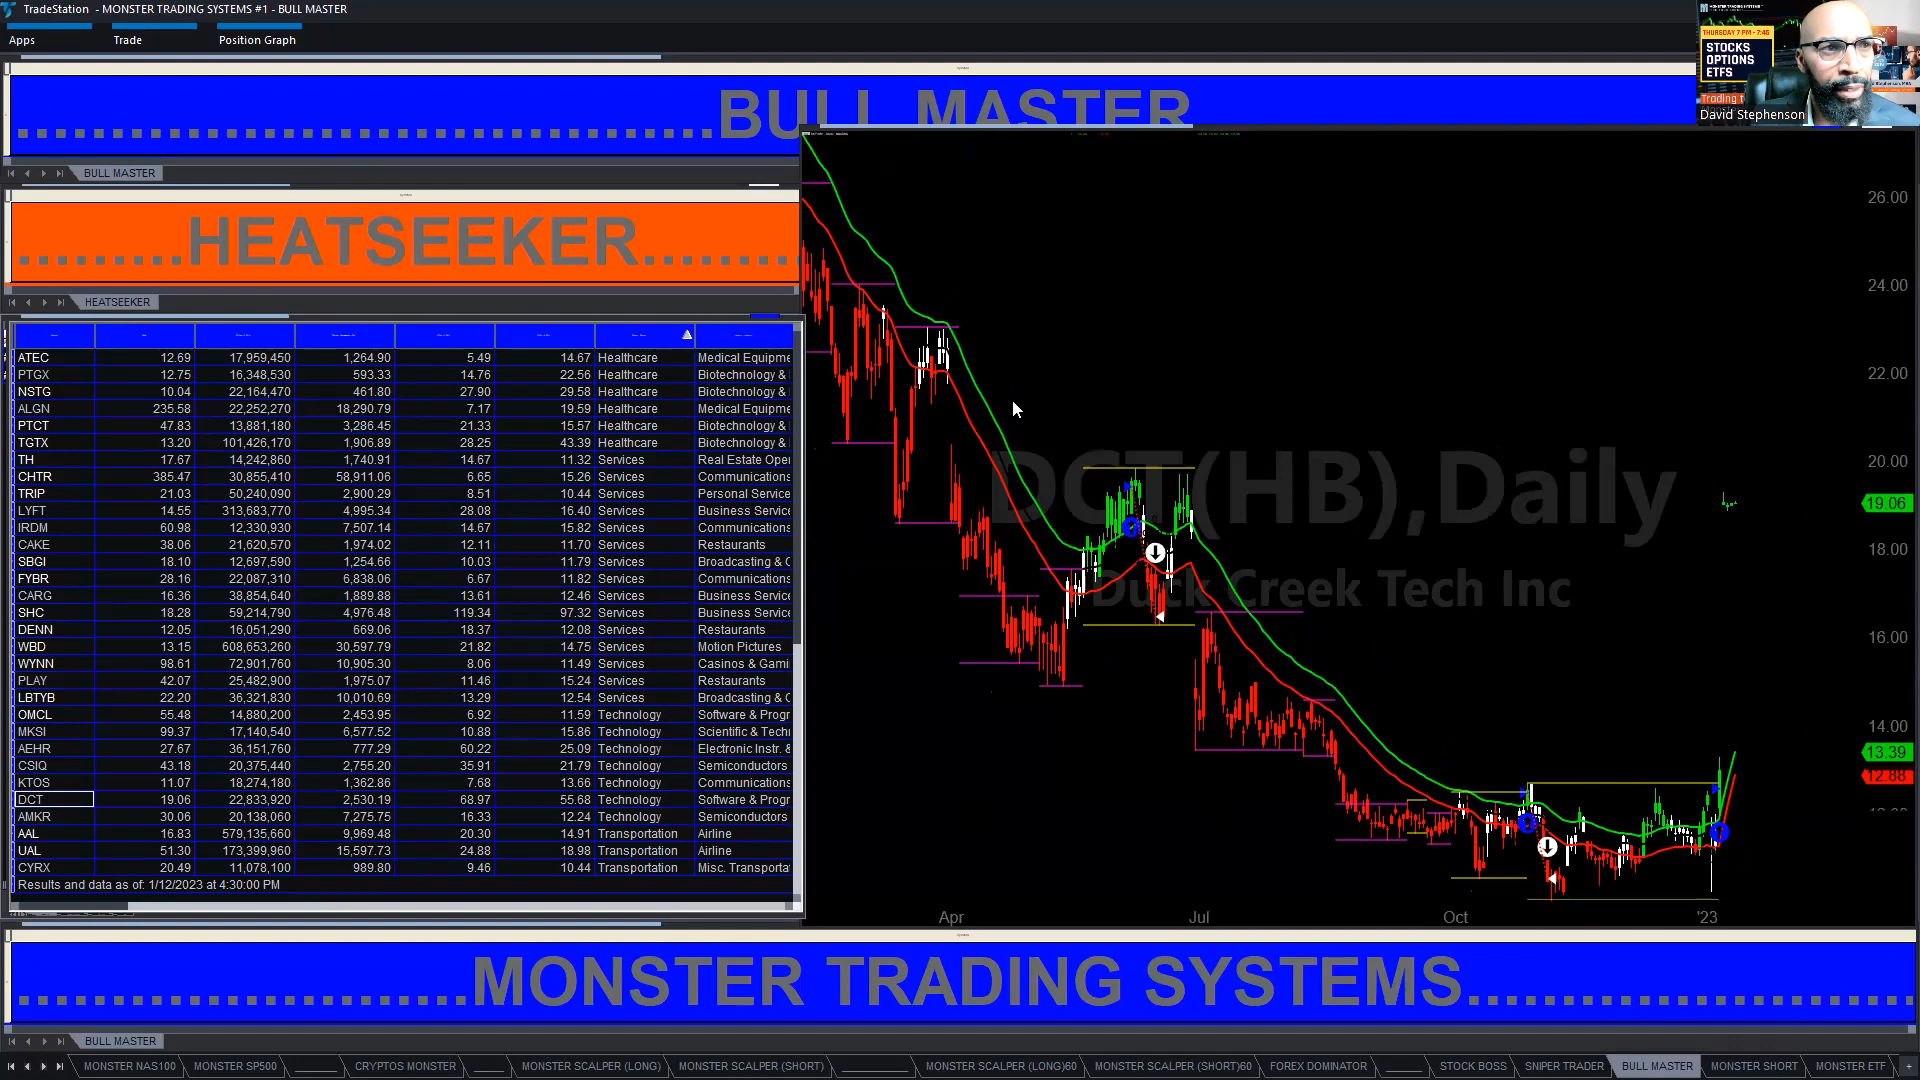 TradeStation - MONSTER TRADING SYSTEMS #1 - BULL MASTER
Apps Trade Position Graph
THURSDAY 7 PM - 7:45
STOCKS
OPTIONS
ETFS
David Stephenson
BULL MASTER
BULL MASTER
.........HEATSEEKER.........
HEATSEEKER
ATEC 12.69 17,959,450 1,264.90 5.49 14.67 Healthcare Medical Equipme
PTGX 12.75 16,348,530 593.33 14.76 22.56 Healthcare Biotechnology &
NSTG 10.04 22,164,470 461.80 27.90 29.58 Healthcare Biotechnology &
ALGN 235.58 22,252,270 18,290.79 7.17 19.59 Healthcare Medical Equipme
PTCT 47.83 13,881,180 3,286.45 21.33 15.57 Healthcare Biotechnology &
TGTX 13.20 101,426,170 1,906.89 28.25 43.39 Healthcare Biotechnology &
TH 17.67 14,242,860 1,740.91 14.67 11.32 Services Real Estate Oper
CHTR 385.47 30,855,410 58,911.06 6.65 15.26 Services Communications
TRIP 21.03 50,240,090 2,900.29 8.51 10.44 Services Personal Service
LYFT 14.55 313,683,770 4,995.34 28.08 16.40 Services Business Servic
IRDM 60.98 12,330,930 7,507.14 14.67 15.82 Services Communications
CAKE 38.06 21,620,570 1,974.02 12.11 11.70 Services Restaurants
SBGI 18.10 12,697,590 1,254.66 10.03 11.79 Services Broadcasting & C
FYBR 28.16 22,087,310 6,838.06 6.67 11.82 Services Communications
CARG 16.36 38,854,640 1,889.88 13.61 12.46 Services Business Servic
SHC 18.28 59,214,790 4,976.48 119.34 97.32 Services Business Servic
DENN 12.05 16,051,290 669.06 18.37 12.08 Services Restaurants
WBD 13.15 608,653,260 30,597.79 21.82 14.75 Services Motion Pictures
WYNN 98.61 72,901,760 10,905.30 8.06 11.49 Services Casinos & Gami
PLAY 42.07 25,482,900 1,975.07 11.46 15.24 Services Restaurants
LBTYB 22.20 36,321,830 10,010.69 13.29 12.54 Services Broadcasting & C
OMCL 55.48 14,880,200 2,453.95 6.92 11.59 Technology Software & Progr
MKSI 99.37 17,140,540 6,577.52 10.88 15.86 Technology Scientific & Tech
AEHR 27.67 36,151,760 777.29 60.22 25.09 Technology Electronic Instr. &
CSIQ 43.18 20,375,440 2,755.20 35.91 21.79 Technology Semiconductors
KTOS 11.07 18,274,180 1,362.86 7.68 13.66 Technology Communications
DCT 19.06 22,833,920 2,530.19 68.97 55.68 Technology Software & Progr
AMKR 30.06 20,138,060 7,275.75 16.33 12.24 Technology Semiconductors
AAL 16.83 579,135,660 9,969.48 20.30 14.91 Transportation Airline
UAL 51.30 173,399,960 15,597.73 24.88 18.98 Transportation Airline
CYRX 20.49 11,078,100 989.80 9.46 10.44 Transportation Misc. Transporta
Results and data as of: 1/12/2023 at 4:30:00 PM
DCT(HB),Daily
Duck Creek Tech Inc
26.00
24.00
22.00
20.00
19.06
18.00
16.00
14.00
13.39
12.88
Apr Jul Oct '23
MONSTER TRADING SYSTEMS
BULL MASTER
MONSTER NAS100 MONSTER SP500 CRYPTOS MONSTER MONSTER SCALPER (LONG) MONSTER SCALPER (SHORT) MONSTER SCALPER (LONG)60 MONSTER SCALPER (SHORT)60 FOREX DOMINATOR STOCK BOSS SNIPER TRADER BULL MASTER MONSTER SHORT MONSTER ETF